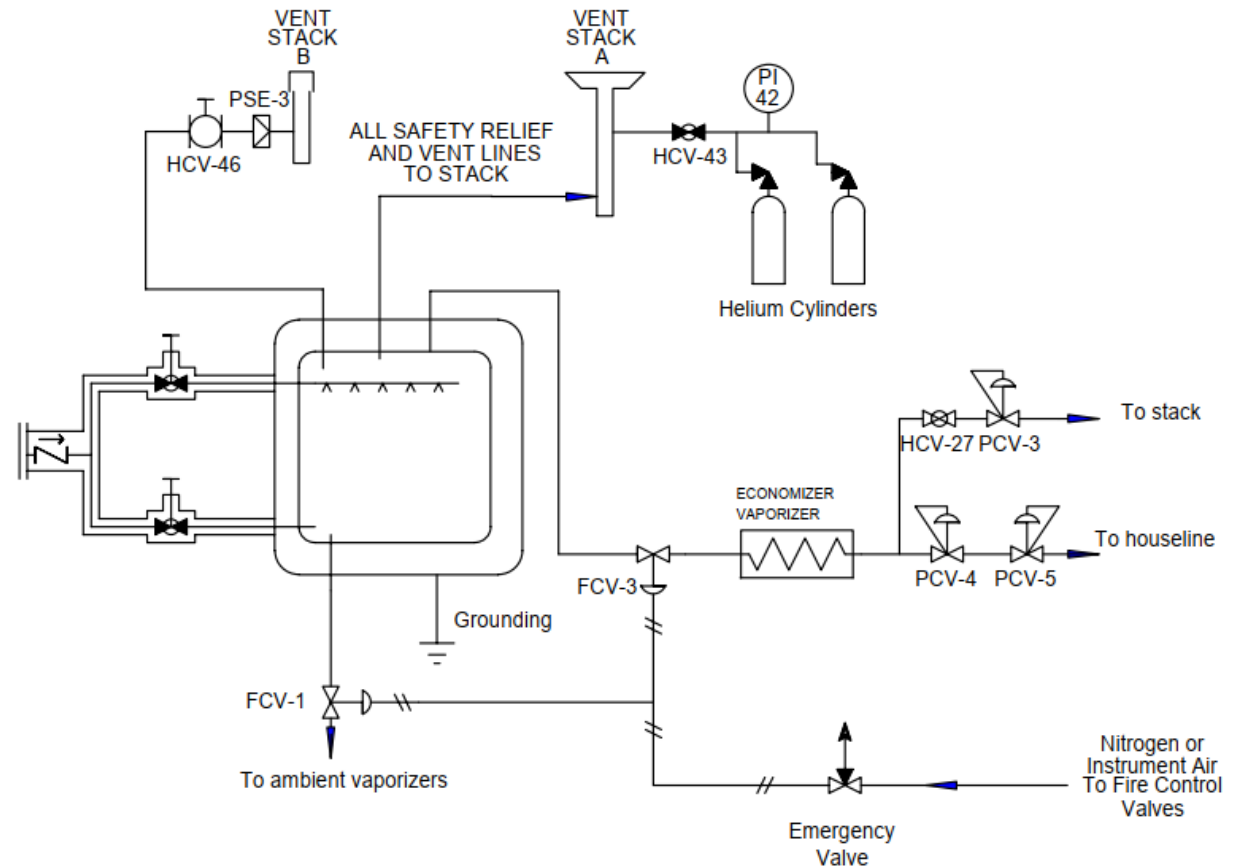 VENT
STACK
B
VENT
STACK
A
PI
42
PSE-3
HCV-46
ALL SAFETY RELIEF
AND VENT LINES
TO STACK
HCV-43
Helium Cylinders
To stack
HCV-27
PCV-3
ECONOMIZER
VAPORIZER
To houseline
FCV-3
PCV-4
PCV-5
Grounding
FCV-1
To ambient vaporizers
Nitrogen or
Instrument Air
To Fire Control
Valves
Emergency
Valve